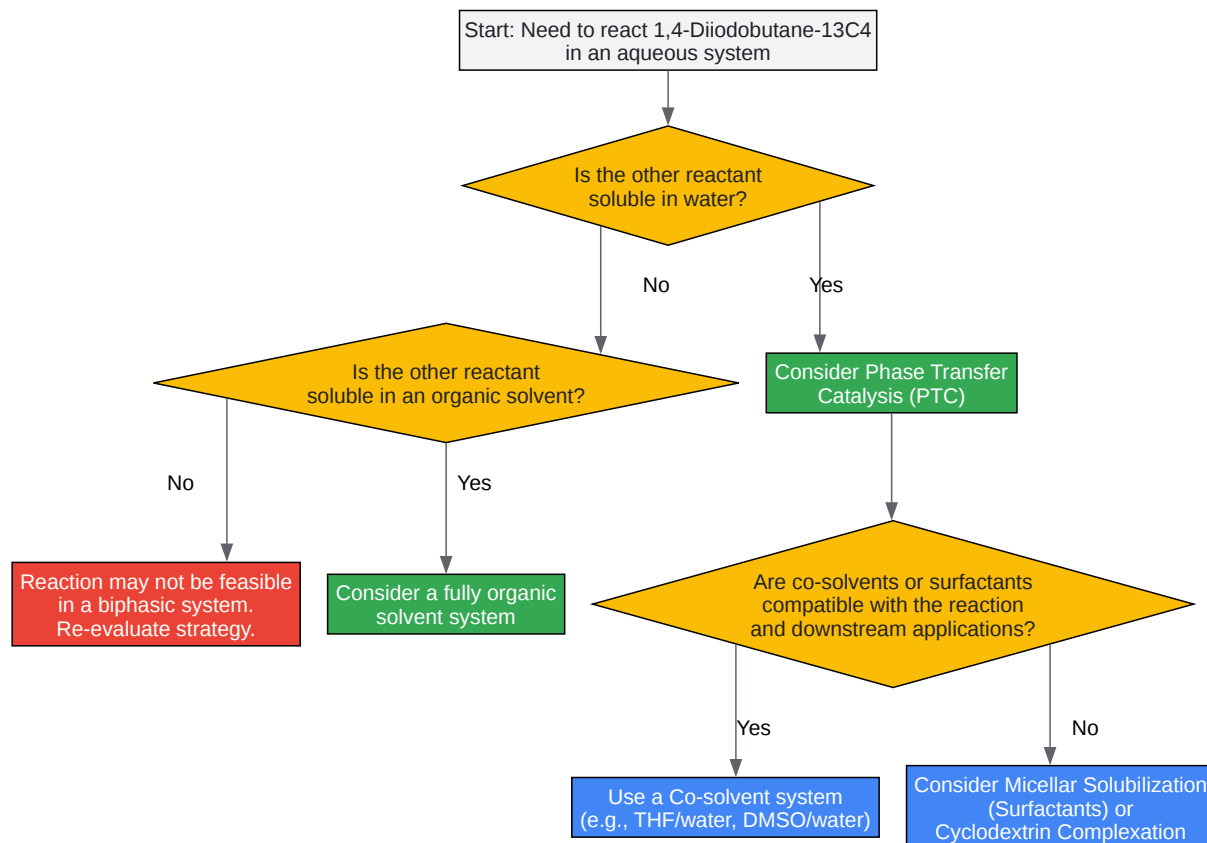 Start: Need to react 1,4-Diiodobutane-13C4
in an aqueous system
Is the other reactant
soluble in water?
No
Yes
Is the other reactant
soluble in an organic solvent?
Consider Phase Transfer
Catalysis (PTC)
No
Yes
Reaction may not be feasible
in a biphasic system.
Re-evaluate strategy.
Consider a fully organic
solvent system
Are co-solvents or surfactants
compatible with the reaction
and downstream applications?
Yes
No
Use a Co-solvent system
(e.g., THF/water, DMSO/water)
Consider Micellar Solubilization
(Surfactants) or
Cyclodextrin Complexation